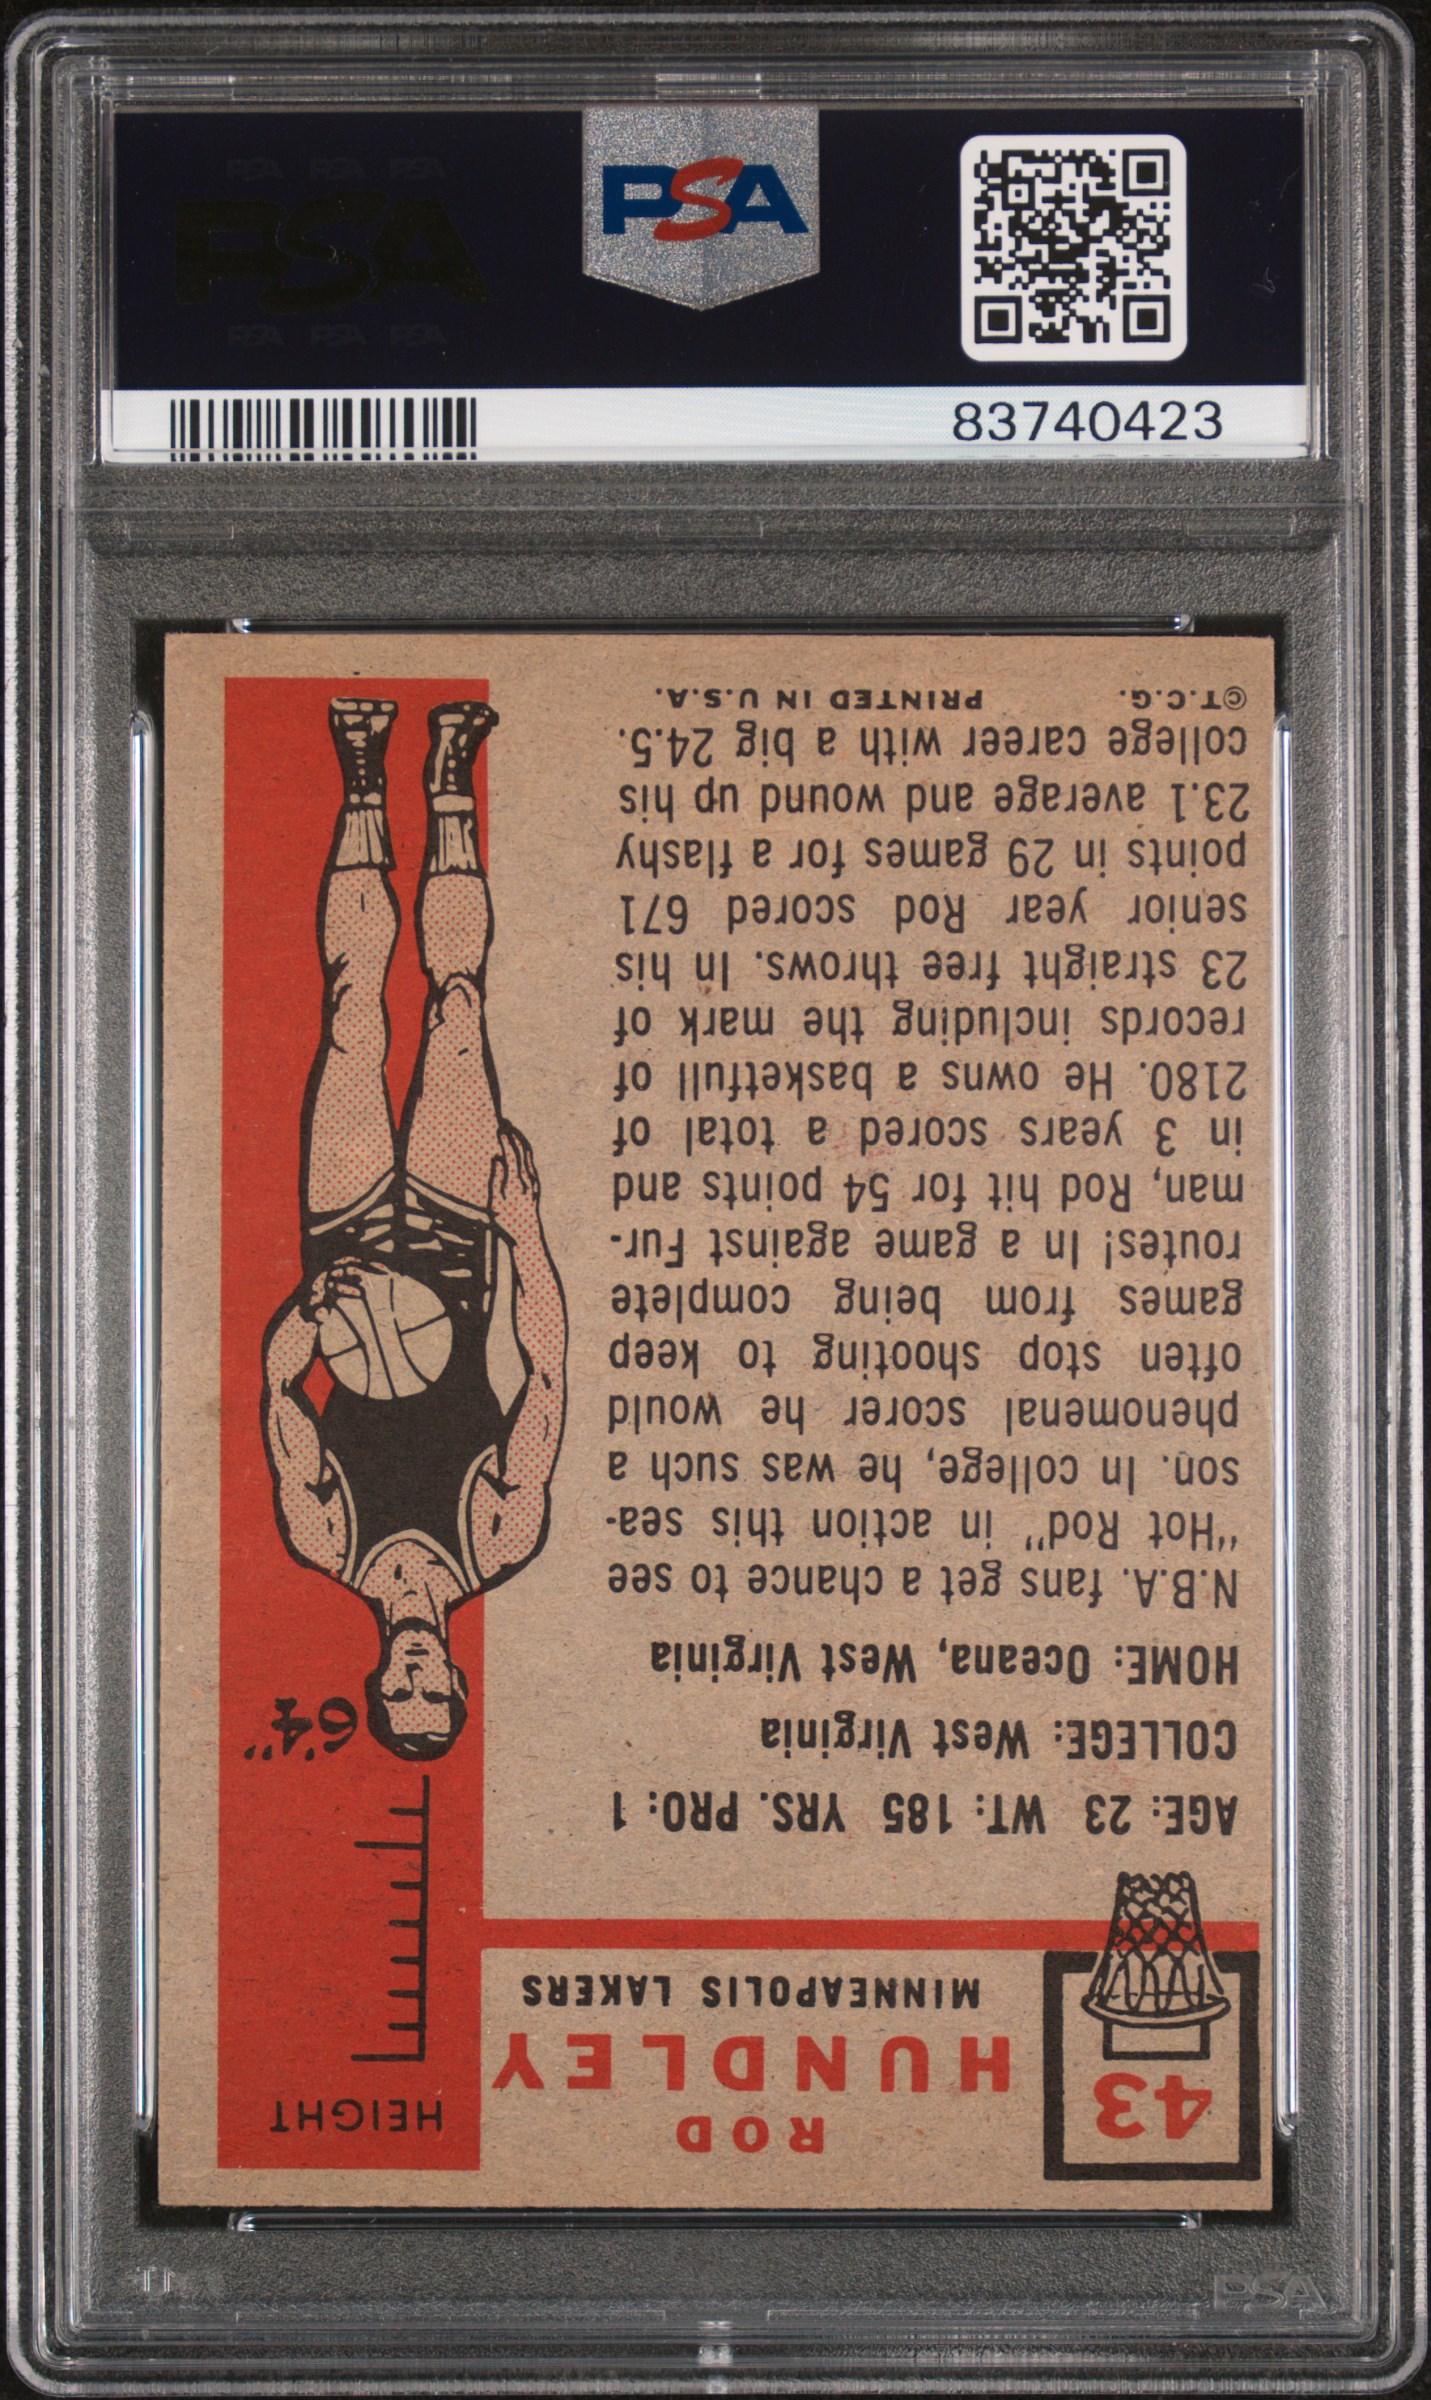 PSA
83740423
43
ROD
HUNDLEY
MINNEAPOLIS LAKERS
HEIGHT
6'4"
AGE: 23 WT: 185 YRS. PRO: 1
COLLEGE: West Virginia
HOME: Oceana, West Virginia
N.B.A. fans get a chance to see
"Hot Rod" in action this sea-
son. In college, he was such a
phenomenal scorer he would
often stop shooting to keep
games from being complete
routes! In a game against Fur-
man, Rod hit for 54 points and
in 3 years scored a total of
2180. He owns a basketfull of
records including the mark of
23 straight free throws. In his
senior year Rod scored 671
points in 29 games for a flashy
23.1 average and wound up his
college career with a big 24.5.
©T.C.G. PRINTED IN U.S.A.
PSA